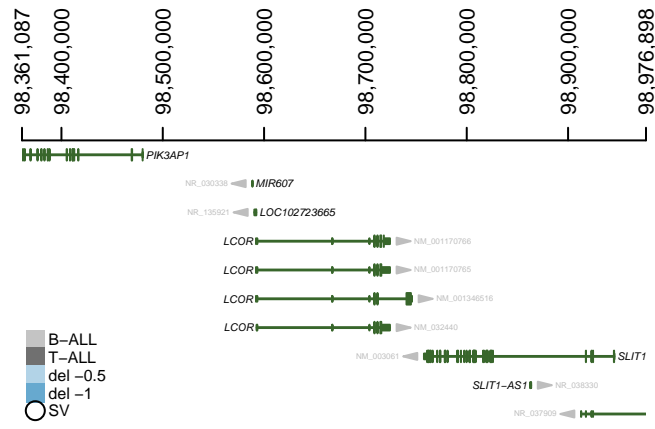 98,361,087
98,400,000
98,500,000
98,600,000
98,700,000
98,800,000
98,900,000
98,976,898
PIK3AP1
NR_030338 MIR607
NR_135921 LOC102723665
LCOR NM_001170766
LCOR NM_001170765
LCOR NM_001346516
LCOR NM_032440
NM_003061 SLIT1
SLIT1−AS1 NR_038330
NR_037909
B−ALL
T−ALL
del −0.5
del −1
SV